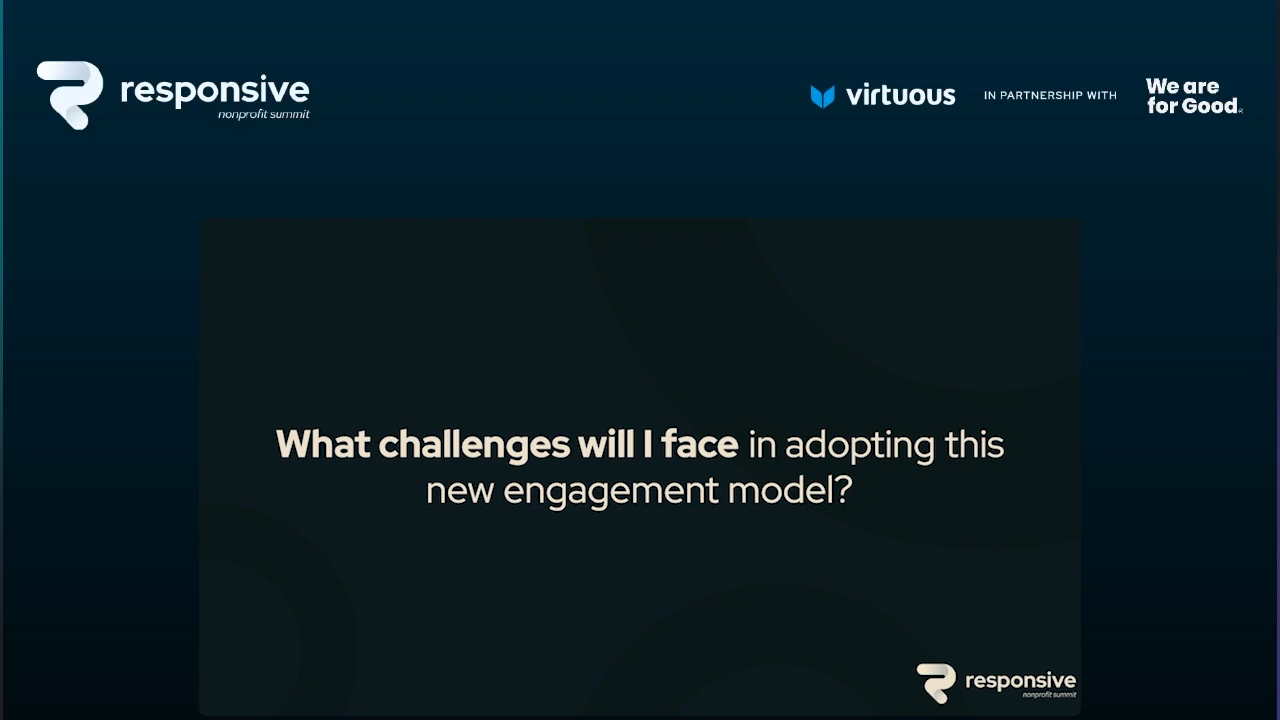 responsive
nonprofit summit
virtuous
IN PARTNERSHIP WITH
We are
for Good.
What challenges will I face in adopting this
new engagement model?
responsive
nonprofit summit